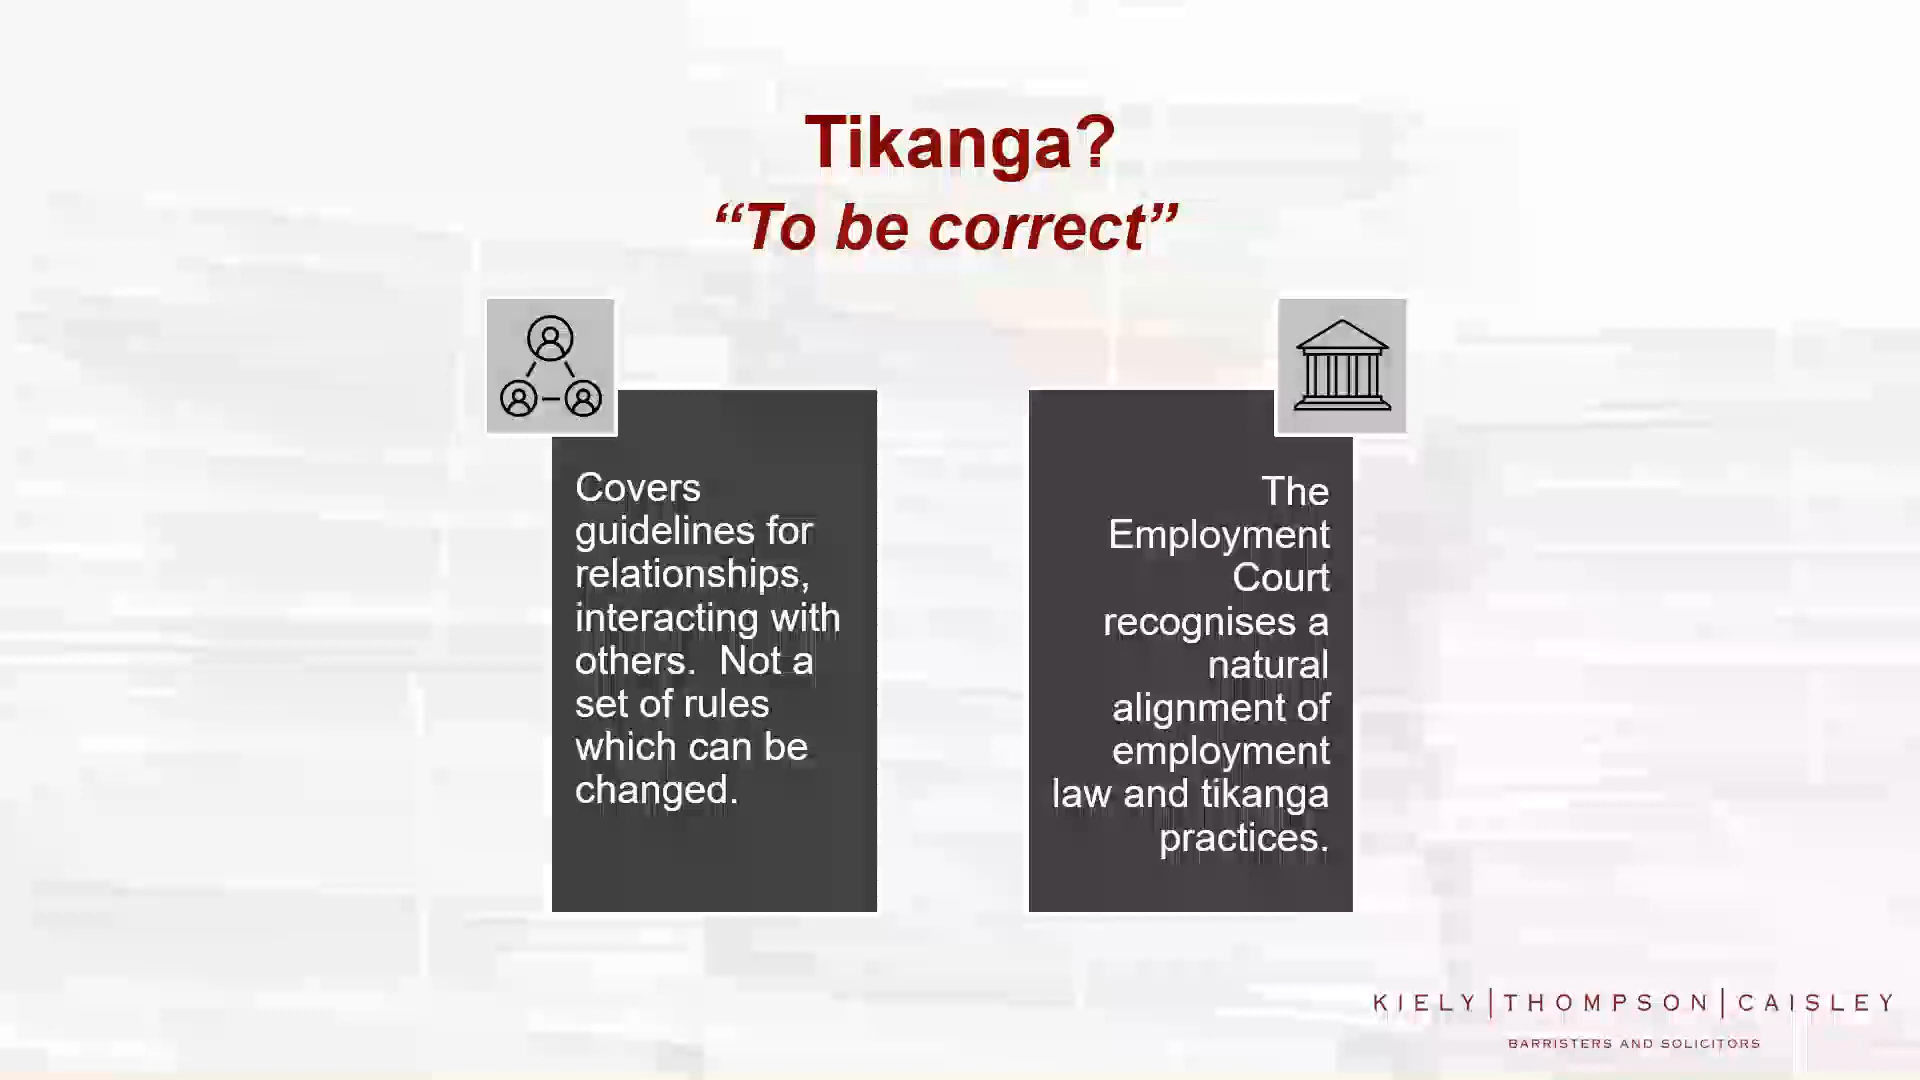 Tikanga?
“To be correct”
Covers
guidelines for
relationships,
interacting with
others.  Not a
set of rules
which can be
changed.
The
Employment
Court
recognises a
natural
alignment of
employment
law and tikanga
practices.
KIELY|THOMPSON|CAISLEY
BARRISTERS AND SOLICITORS